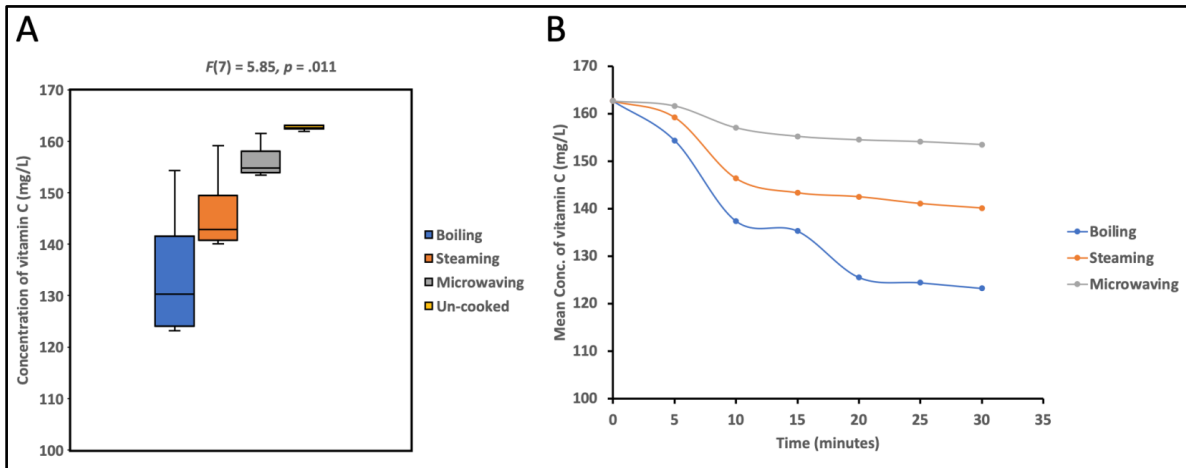 A
F(7) = 5.85, p = .011
Concentration of vitamin C (mg/L)
170
160
150
140
130
120
110
100
Boiling
Steaming
Microwaving
Un-cooked
B
Mean Conc. of vitamin C (mg/L)
170
160
150
140
130
120
110
100
0 5 10 15 20 25 30 35
Time (minutes)
Boiling
Steaming
Microwaving